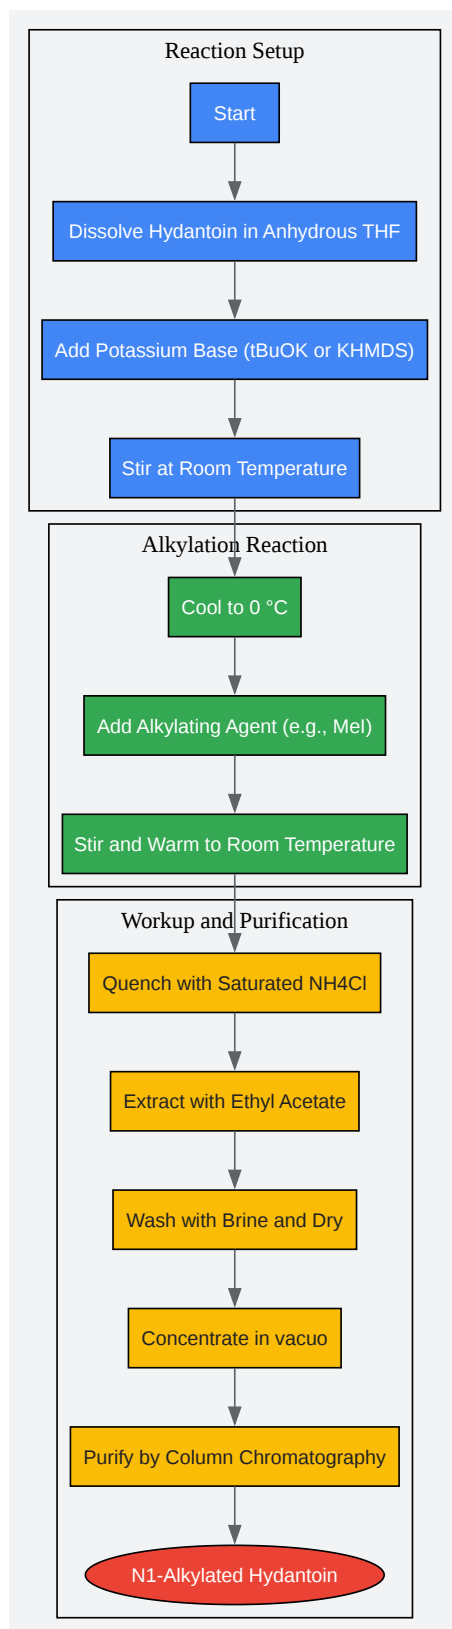 Reaction Setup
Start
Dissolve Hydantoin in Anhydrous THF
Add Potassium Base (tBuOK or KHMDS)
Stir at Room Temperature
Alkylation Reaction
Cool to 0 °C
Add Alkylating Agent (e.g., MeI)
Stir and Warm to Room Temperature
Workup and Purification
Quench with Saturated NH4Cl
Extract with Ethyl Acetate
Wash with Brine and Dry
Concentrate in vacuo
Purify by Column Chromatography
N1-Alkylated Hydantoin